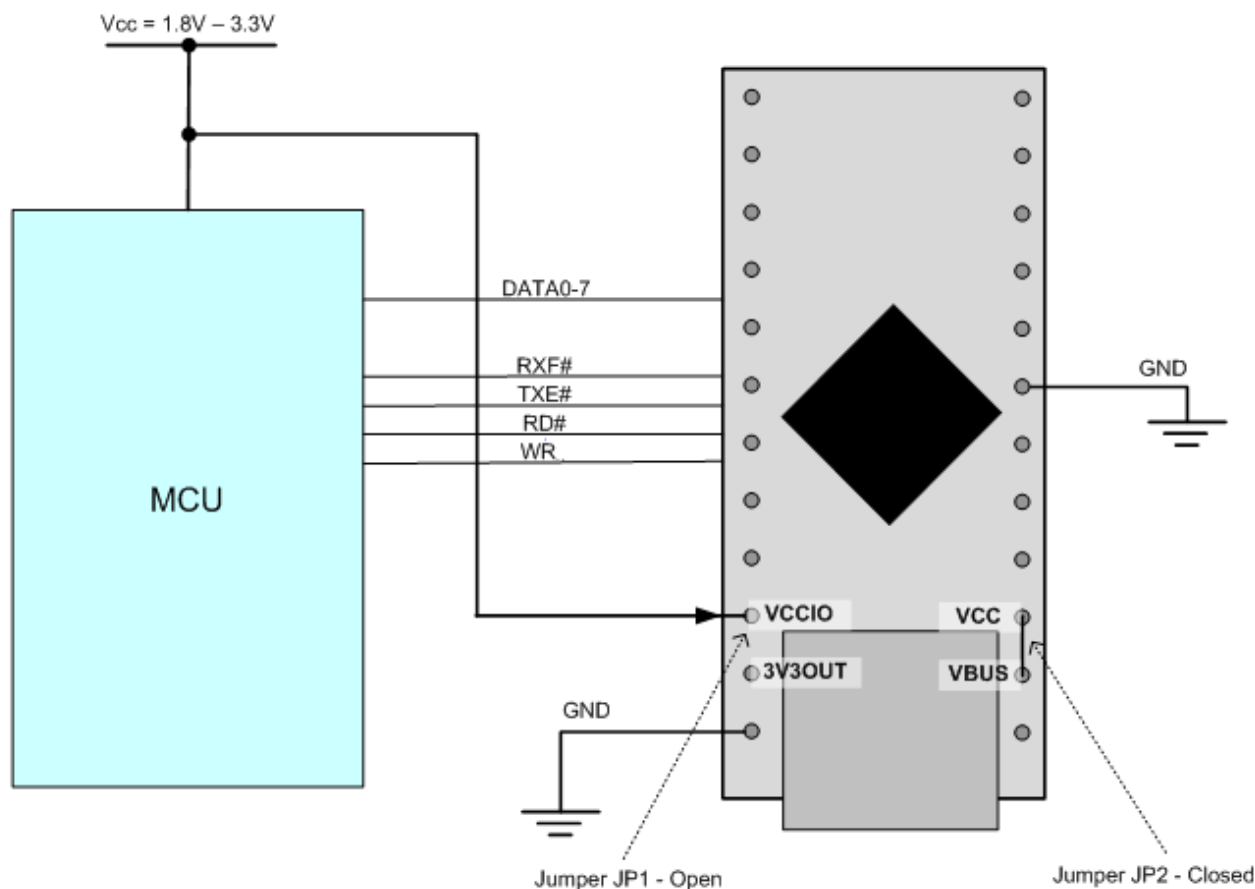 Vcc = 1.8V – 3.3V
DATA0-7
RXF#
TXE#
RD#
WR
MCU
GND
VCCIO
VCC
3V3OUT
VBUS
GND
Jumper JP1 - Open
Jumper JP2 - Closed